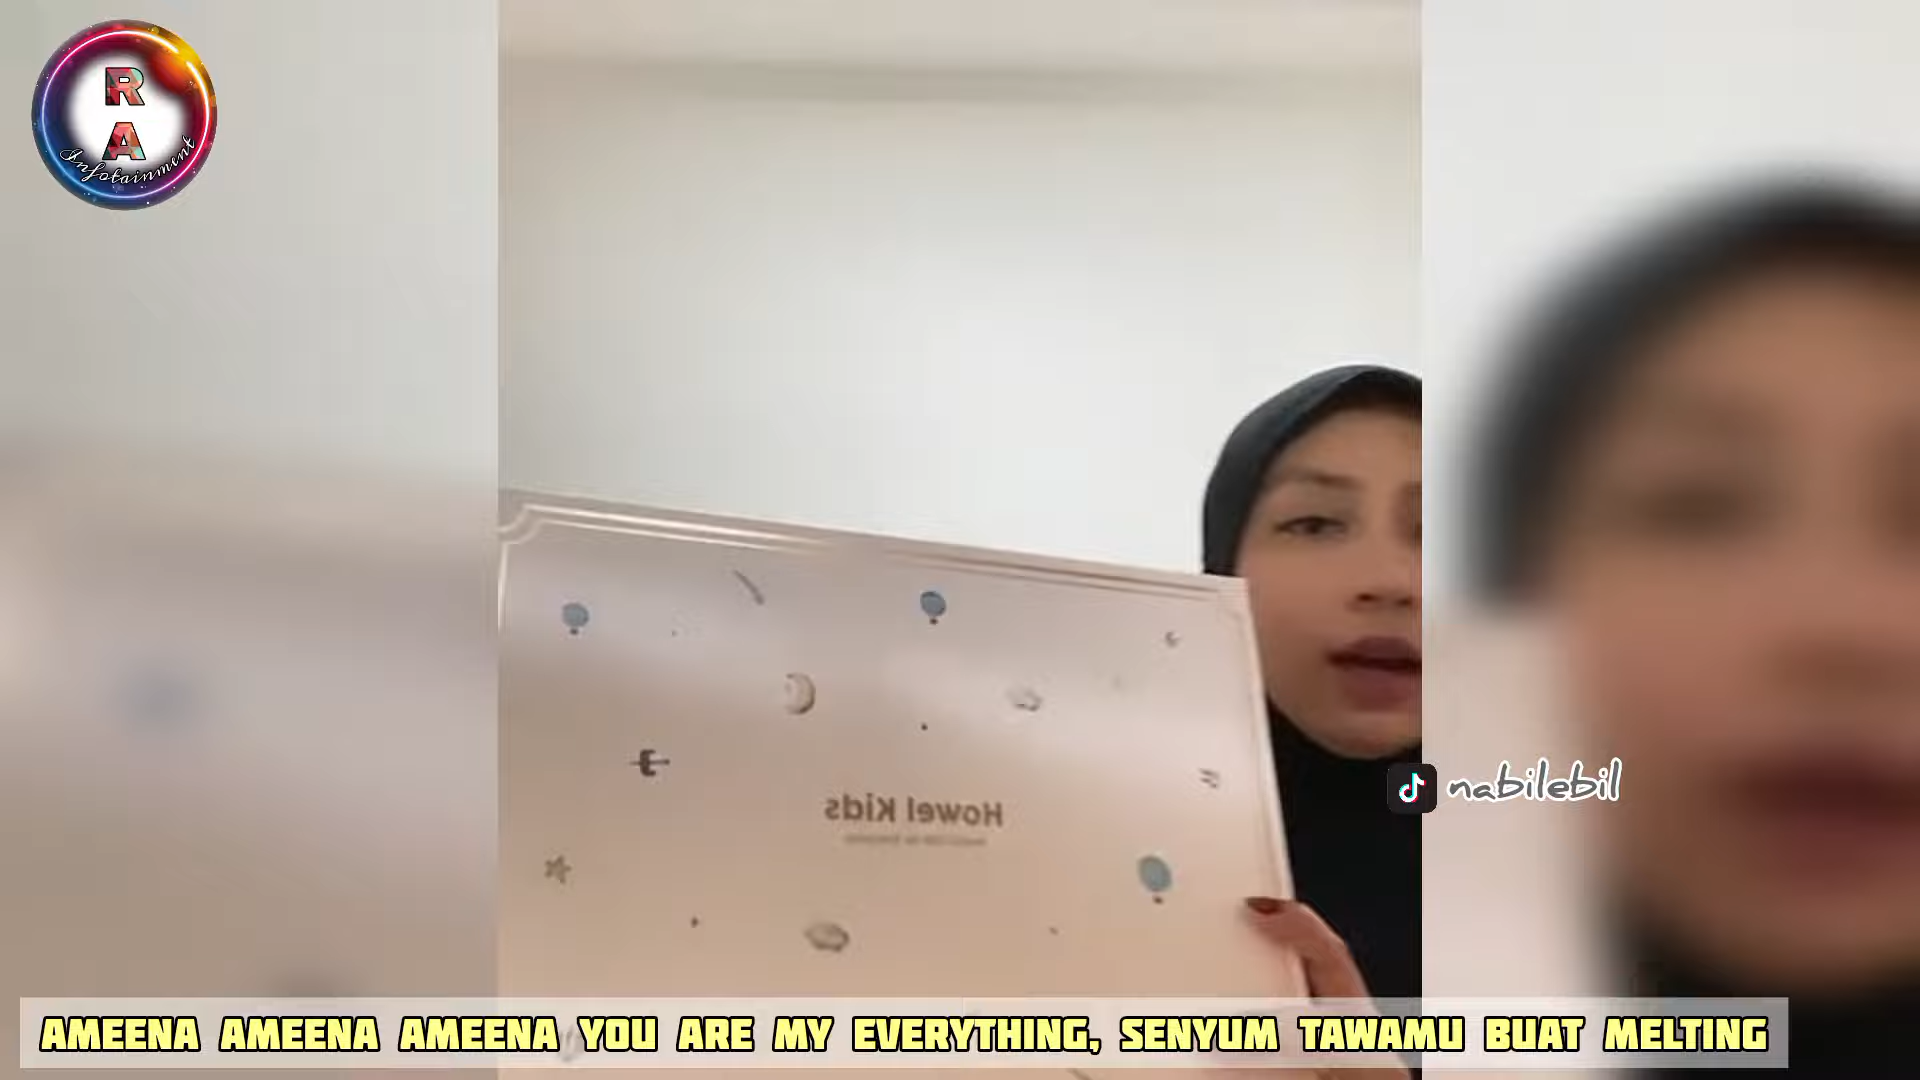 R
A
Infotainment
Howel Kids
nabilebil
AMEENA AMEENA AMEENA YOU ARE MY EVERYTHING, SENYUM TAWAMU BUAT MELTING